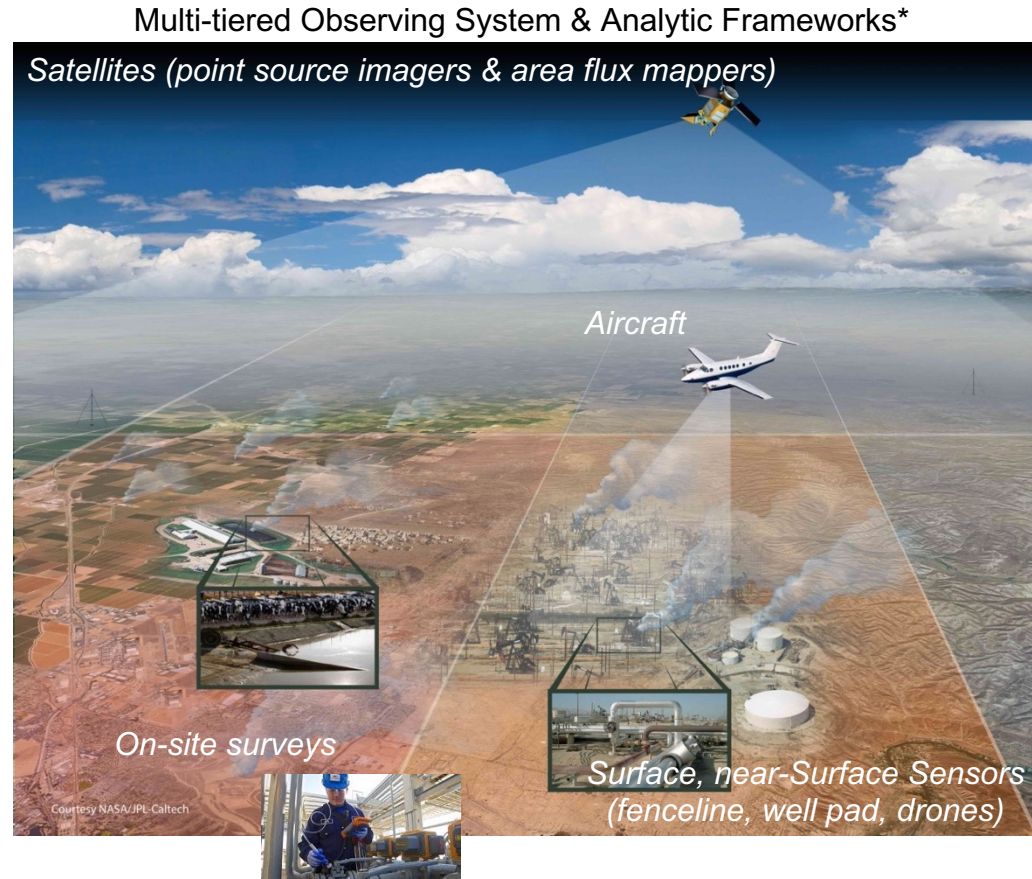 Multi-tiered Observing System & Analytic Frameworks*
Satellites (point source imagers & area flux mappers)
Aircraft
On-site surveys
Surface, near-Surface Sensors
(fenceline, well pad, drones)
Courtesy NASA/JPL-Caltech